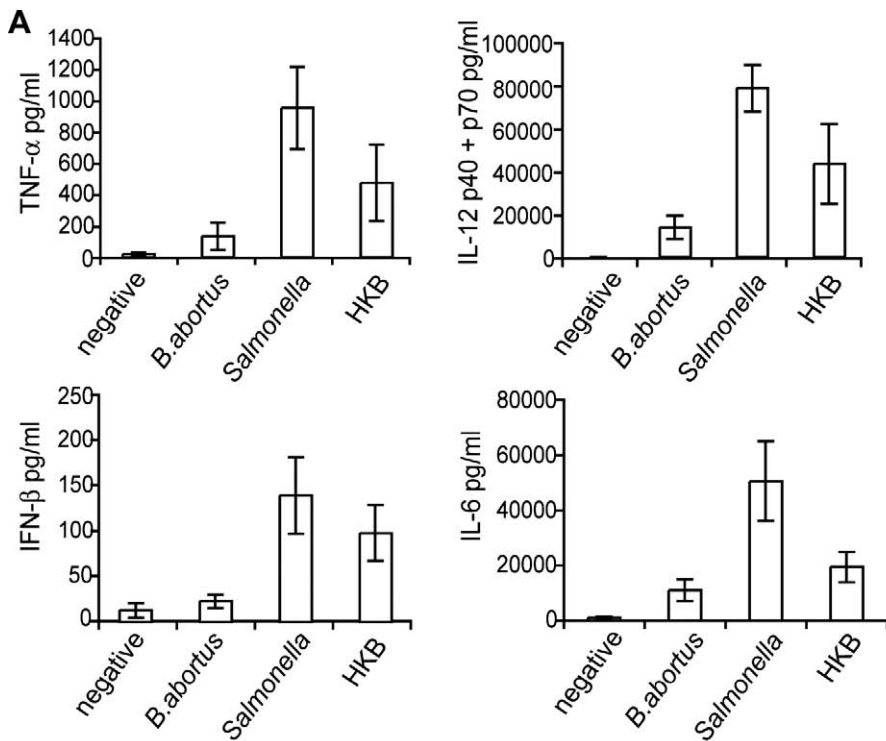 A
TNF-α pg/ml
1400
1200
1000
800
600
400
200
0
negative
B.abortus
Salmonella
HKB
IL-12 p40 + p70 pg/ml
100000
80000
60000
40000
20000
0
negative
B.abortus
Salmonella
HKB
IFN-β pg/ml
250
200
150
100
50
0
negative
B.abortus
Salmonella
HKB
IL-6 pg/ml
80000
60000
40000
20000
0
negative
B.abortus
Salmonella
HKB